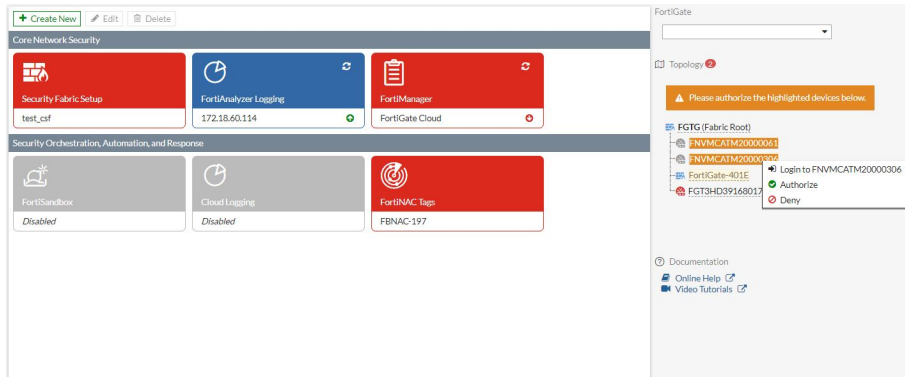 Create New Edit Delete
Core Network Security
Security Fabric Setup
test_csf
FortiAnalyzer Logging
172.18.60.114
FortiManager
FortiGate Cloud
Security Orchestration, Automation, and Response
FortiSandbox
Disabled
Cloud Logging
Disabled
FortiNAC Tags
FBNAC-197
FortiGate
Topology 2
Please authorize the highlighted devices below.
FGTG (Fabric Root)
FNVMCATM20000061
FNVMCATM20000306
FortiGate-401E
FGT3HD39168017
Login to FNVMCATM20000306
Authorize
Deny
Documentation
Online Help
Video Tutorials